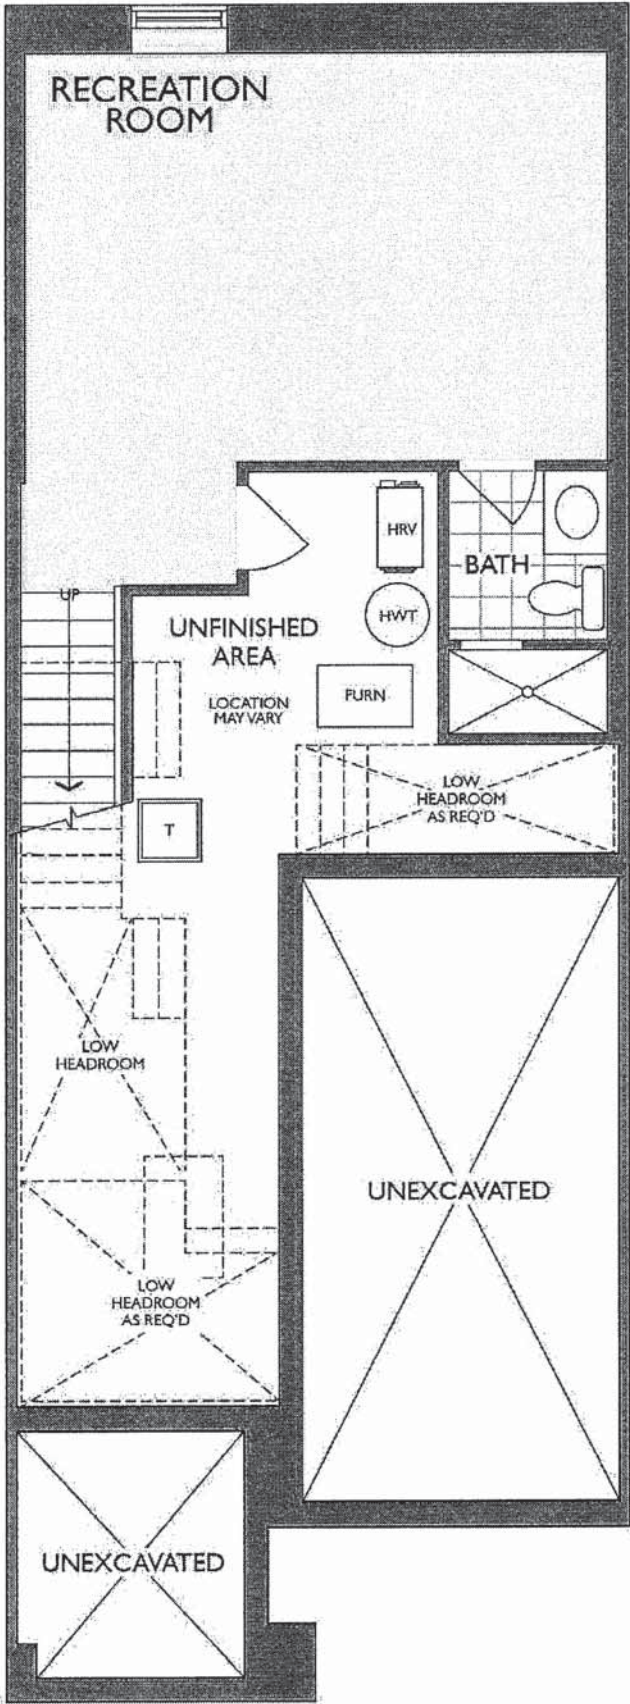 RECREATION
ROOM
HRV
BATH
UP
HWT
UNFINISHED
AREA
LOCATION
MAY VARY
FURN
LOW
HEADROOM
AS REQ'D
T
LOW
HEADROOM
UNEXCAVATED
LOW
HEADROOM
AS REQ'D
UNEXCAVATED